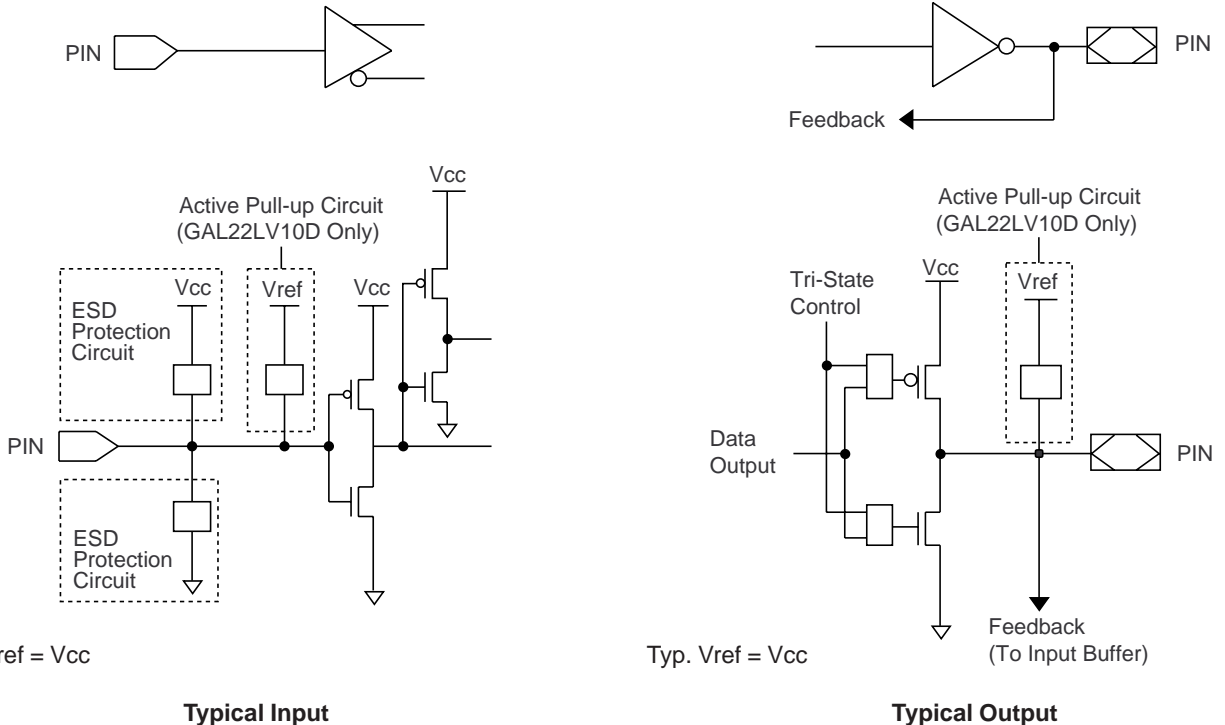 PIN
PIN
Feedback
Active Pull-up Circuit
(GAL22LV10D Only)
Vcc
ESD
Protection
Circuit
Vcc
Vref
Vcc
PIN
ESD
Protection
Circuit
ref = Vcc
Typical Input
Active Pull-up Circuit
(GAL22LV10D Only)
Tri-State
Control
Vcc
Vref
Data
Output
PIN
Feedback
(To Input Buffer)
Typ. Vref = Vcc
Typical Output